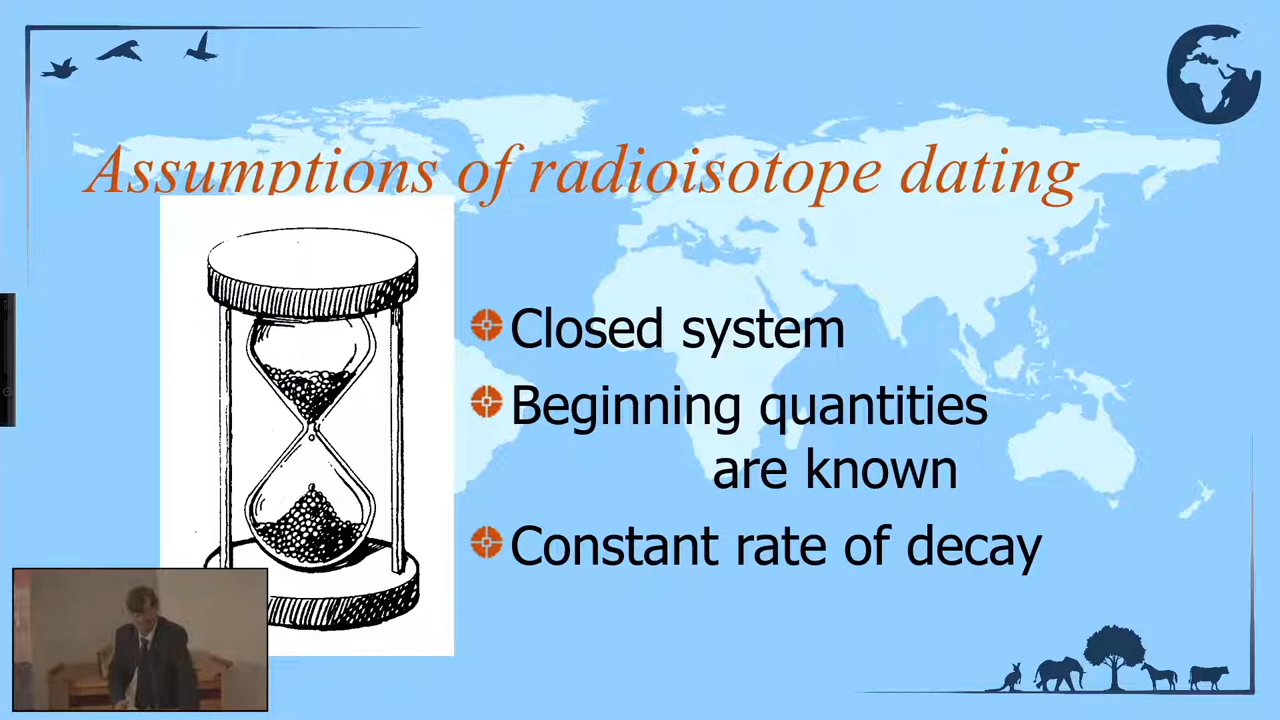 Assumptions of radioisotope dating
Closed system
Beginning quantities
are known
Constant rate of decay